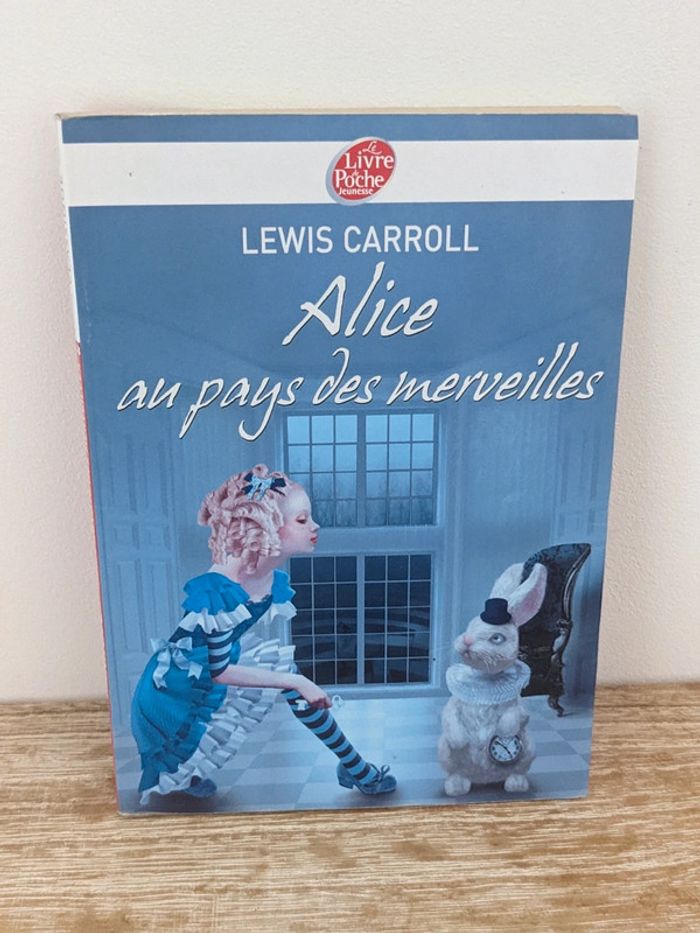 Le
Livre
de
Poche
Jeunesse
LEWIS CARROLL
Alice
au pays des merveilles